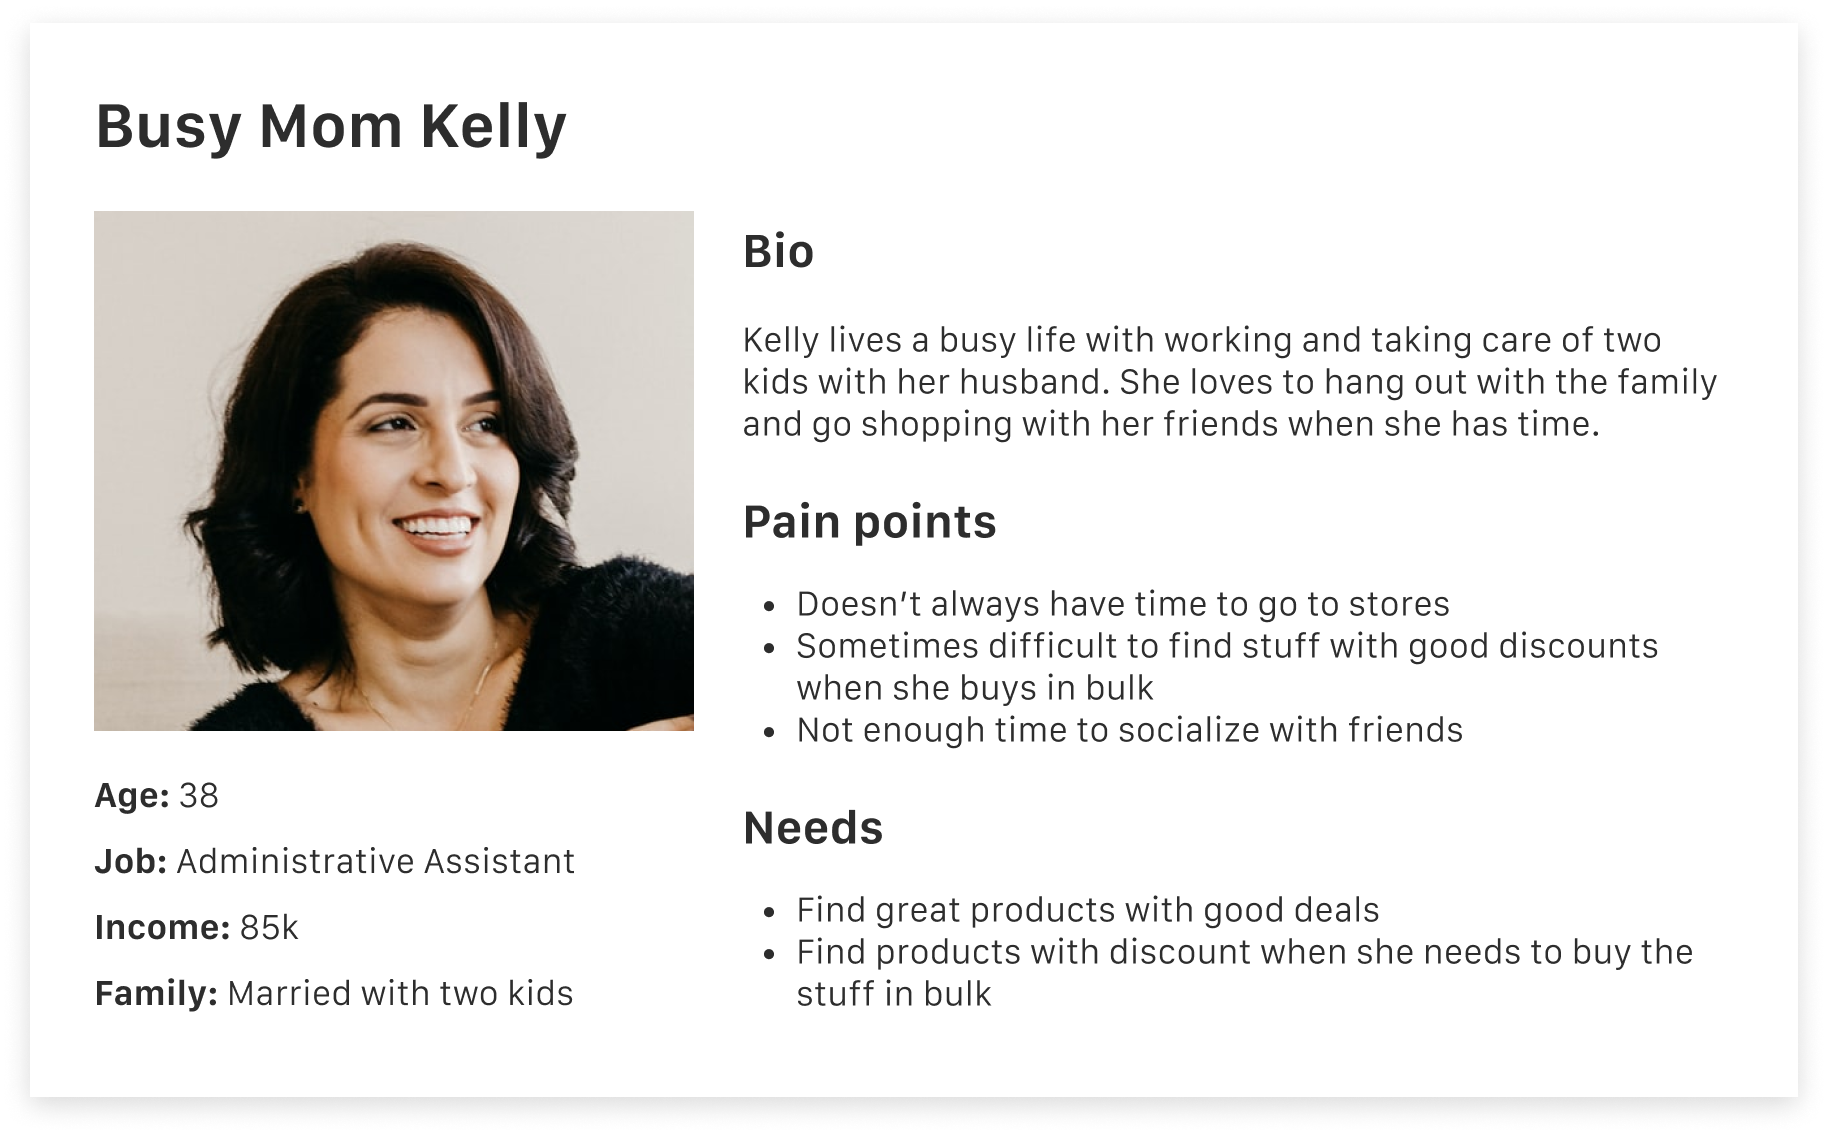 Busy Mom Kelly
Age: 38
Job: Administrative Assistant
Income: 85k
Family: Married with two kids
Bio
Kelly lives a busy life with working and taking care of two
kids with her husband. She loves to hang out with the family
and go shopping with her friends when she has time.
Pain points
• Doesn’t always have time to go to stores
• Sometimes difficult to find stuff with good discounts
when she buys in bulk
• Not enough time to socialize with friends
Needs
• Find great products with good deals
• Find products with discount when she needs to buy the
stuff in bulk